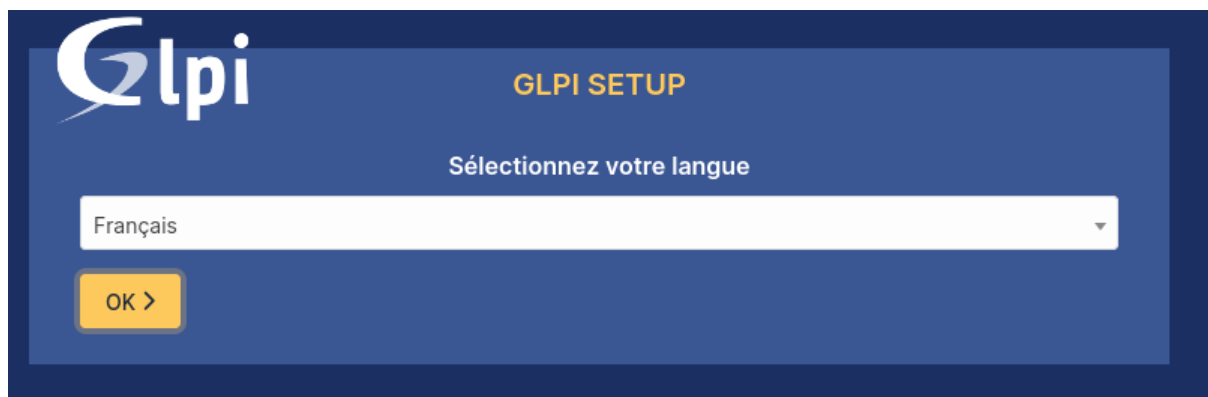 Glpi
GLPI SETUP
Sélectionnez votre langue
Français
OK